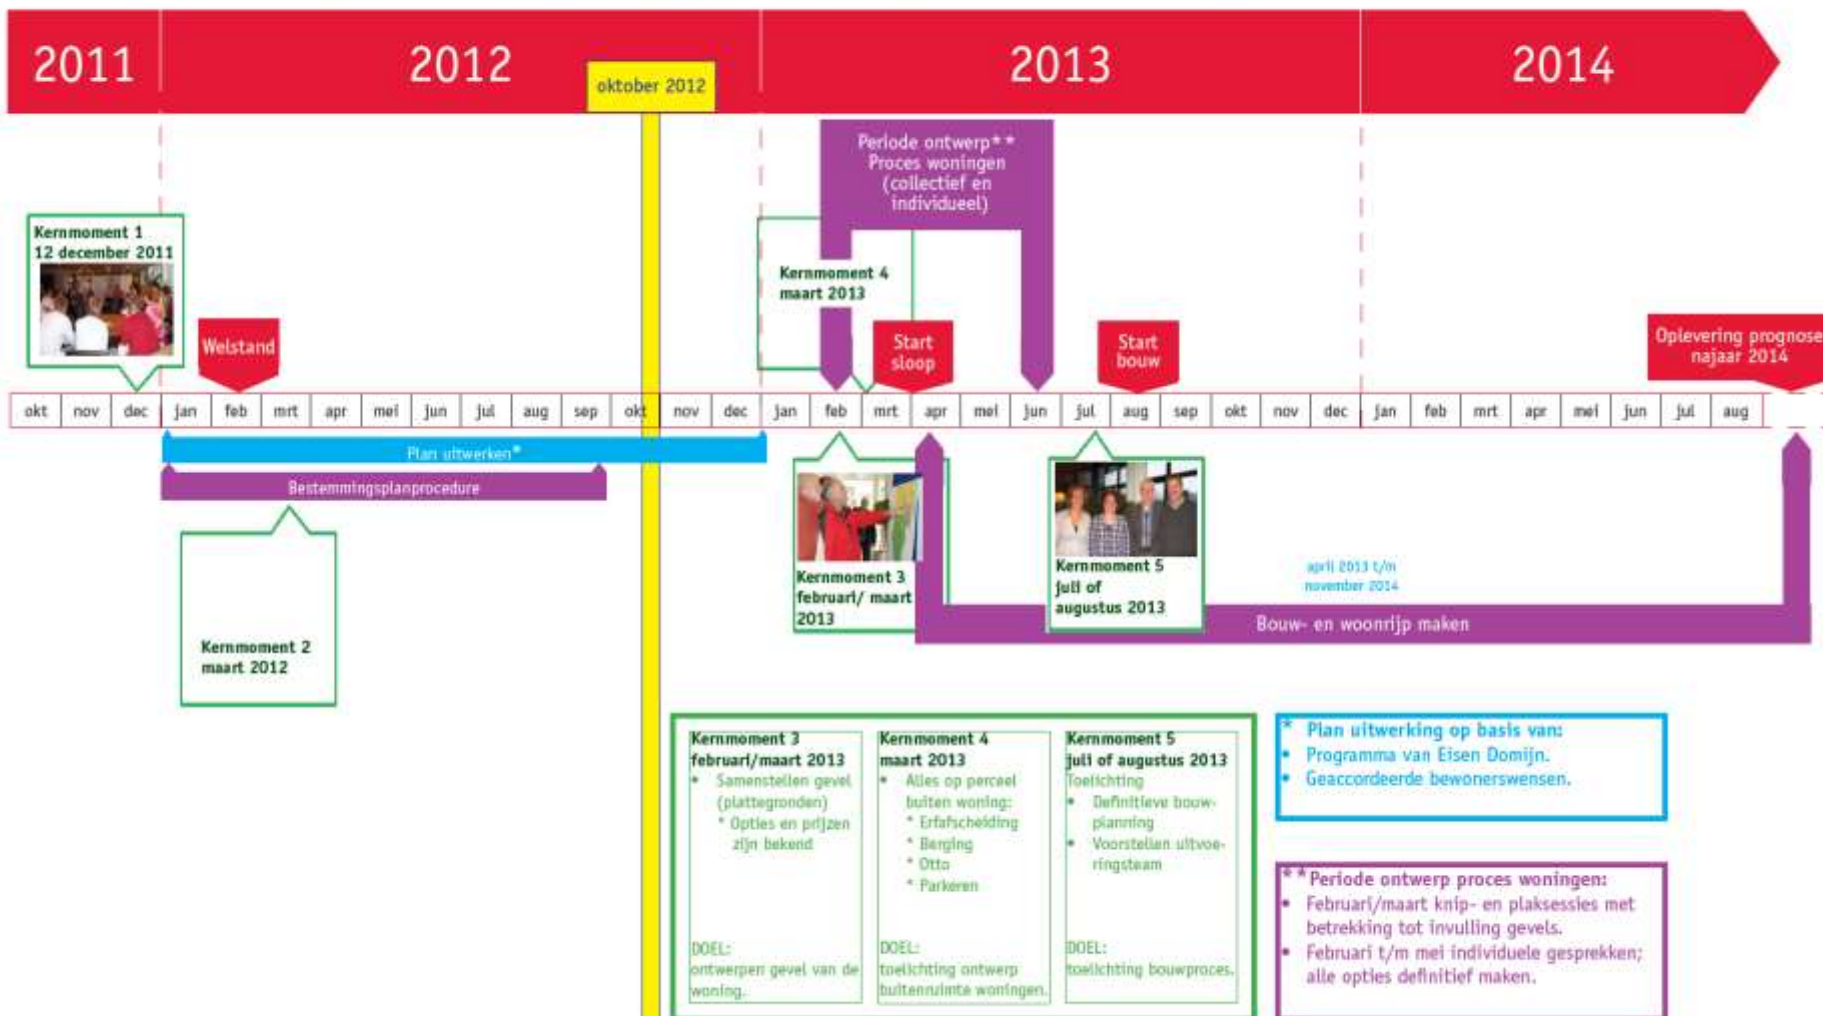 2011
2012
2013
2014
oktober 2012
Periode ontwerp**
Proces woningen
(collectief en
individueel)
Kernmoment 1
12 december 2011
Welstand
Kernmoment 4
maart 2013
Start
sloop
Start
bouw
Oplevering prognose
najaar 2014
okt nov dec jan feb mrt apr mei jun jul aug sep okt nov dec jan feb mrt apr mei jun jul aug sep okt nov dec jan feb mrt apr mei jun jul aug
Plan uitwerken*
Bestemmingsplanprocedure
Kernmoment 2
maart 2012
Kernmoment 3
februari/ maart
2013
Kernmoment 5
juli of
augustus 2013
april 2013 t/m
november 2014
Bouw- en woonrijp maken
Kernmoment 3
februari/maart 2013
• Samenstellen gevel
(plattegronden)
* Opties en prijzen
zijn bekend
DOEL:
ontwerpen gevel van de
woning.
Kernmoment 4
maart 2013
• Alles op perceel
buiten woning:
* Erfafscheiding
* Berging
* Otto
* Parkeren
DOEL:
toelichting ontwerp
buitenruimte woningen.
Kernmoment 5
juli of augustus 2013
Toelichting
• Definitieve bouw-
planning
• Voorstellen uitvoe-
ringsteam
DOEL:
toelichting bouwproces.
* Plan uitwerking op basis van:
• Programma van Eisen Domijn.
• Geaccordeerde bewonerswensen.
**Periode ontwerp proces woningen:
• Februari/maart knip- en plaksessies met
betrekking tot invulling gevels.
• Februari t/m mei individuele gesprekken;
alle opties definitief maken.